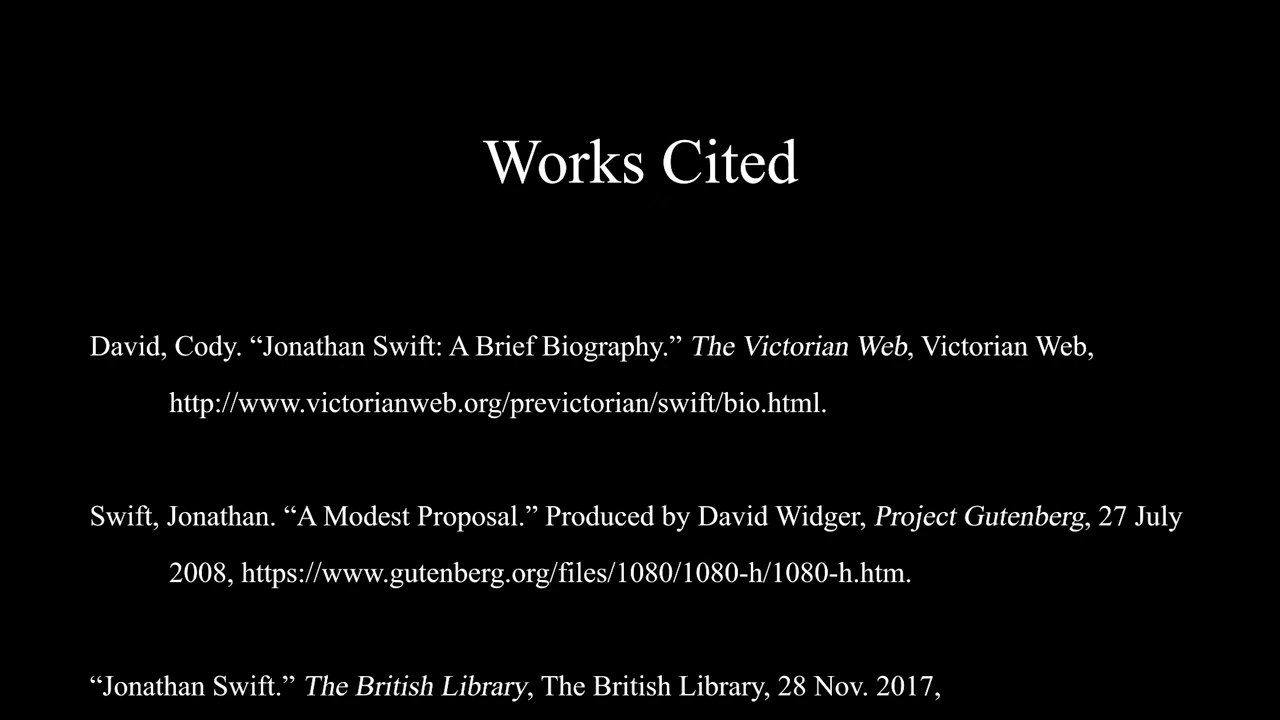 Works Cited
David, Cody. “Jonathan Swift: A Brief Biography.” The Victorian Web, Victorian Web,
http://www.victorianweb.org/previctorian/swift/bio.html.
Swift, Jonathan. “A Modest Proposal.” Produced by David Widger, Project Gutenberg, 27 July
2008, https://www.gutenberg.org/files/1080/1080-h/1080-h.htm.
“Jonathan Swift.” The British Library, The British Library, 28 Nov. 2017,